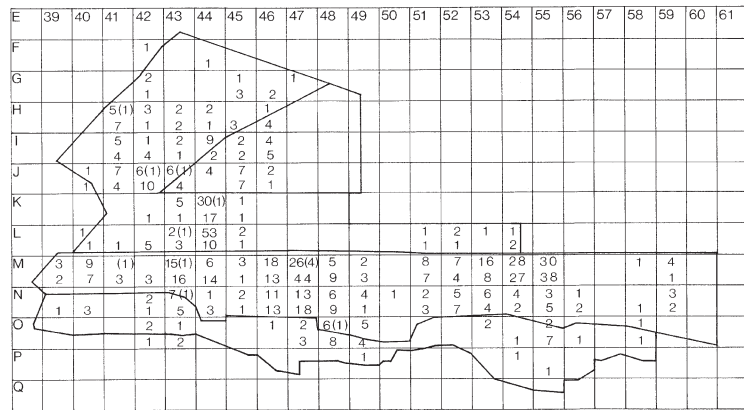 E 39 40 41 42 43 44 45 46 47 48 49 50 51 52 53 54 55 56 57 58 59 60 61
F 1
1
G 2 1 1
1 3 2
H 5(1) 3 2 2 1
7 1 2 1 3 4
I 5 1 2 9 2 4
4 4 1 2 2 5
J 1 7 6(1) 6(1) 4 7 2
1 4 10 4 7 1
K 5 30(1) 1
1 1 17 1
L 1 2(1) 53 2 1 2 1 1
1 1 5 3 10 1 1 1 2
M 3 9 (1) 15(1) 6 3 18 26(4) 5 2 8 7 16 28 30 1 4
2 7 3 3 16 14 1 13 44 9 3 7 4 8 27 38 1
N 2 7(1) 1 2 11 13 6 4 1 2 5 6 4 3 1 3
1 3 1 5 3 1 13 18 9 1 3 7 4 2 5 2 1 2
O 2 1 1 2 6(1) 5 2 2 1
1 2 3 8 4 1 7 1 1
P 1 1
1
Q